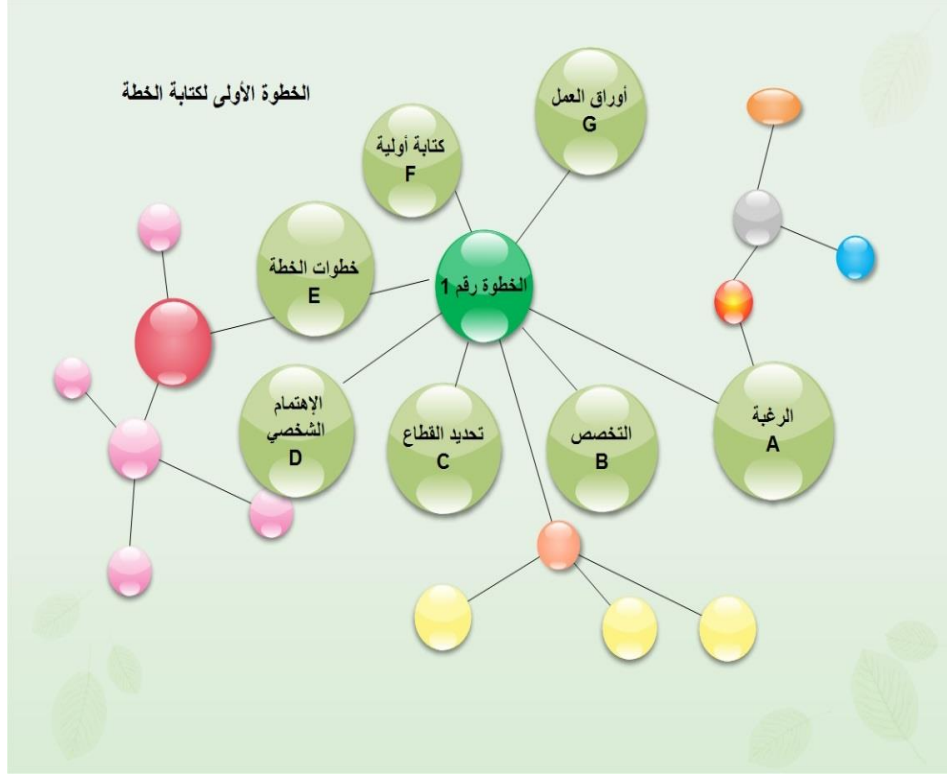 الخطوة الأولى لكتابة الخطة
أوراق العمل
G
كتابة أولية
F
خطوات الخطة
E
الخطوة رقم 1
الإهتمام
الشخصي
D
تحديد القطاع
C
التخصص
B
الرغبة
A